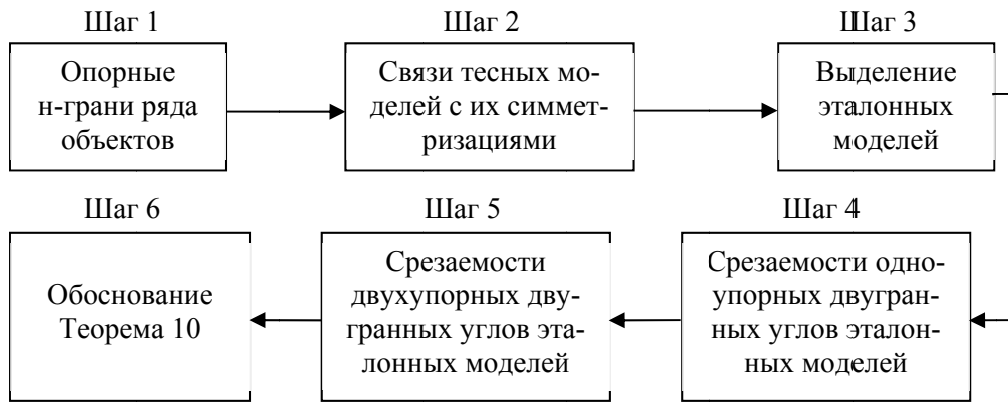 Шаг 1
Шаг 2
Шаг 3
Опорные
н-грани ряда
объектов
Связи тесных мо-
делей с их симмет-
ризациями
Выделение
эталонных
моделей
Шаг 6
Шаг 5
Шаг 4
Обоснование
Теорема 10
Срезаемости
двухупорных дву-
гранных углов эта-
лонных моделей
Срезаемости одно-
упорных двугран-
ных углов эталон-
ных моделей